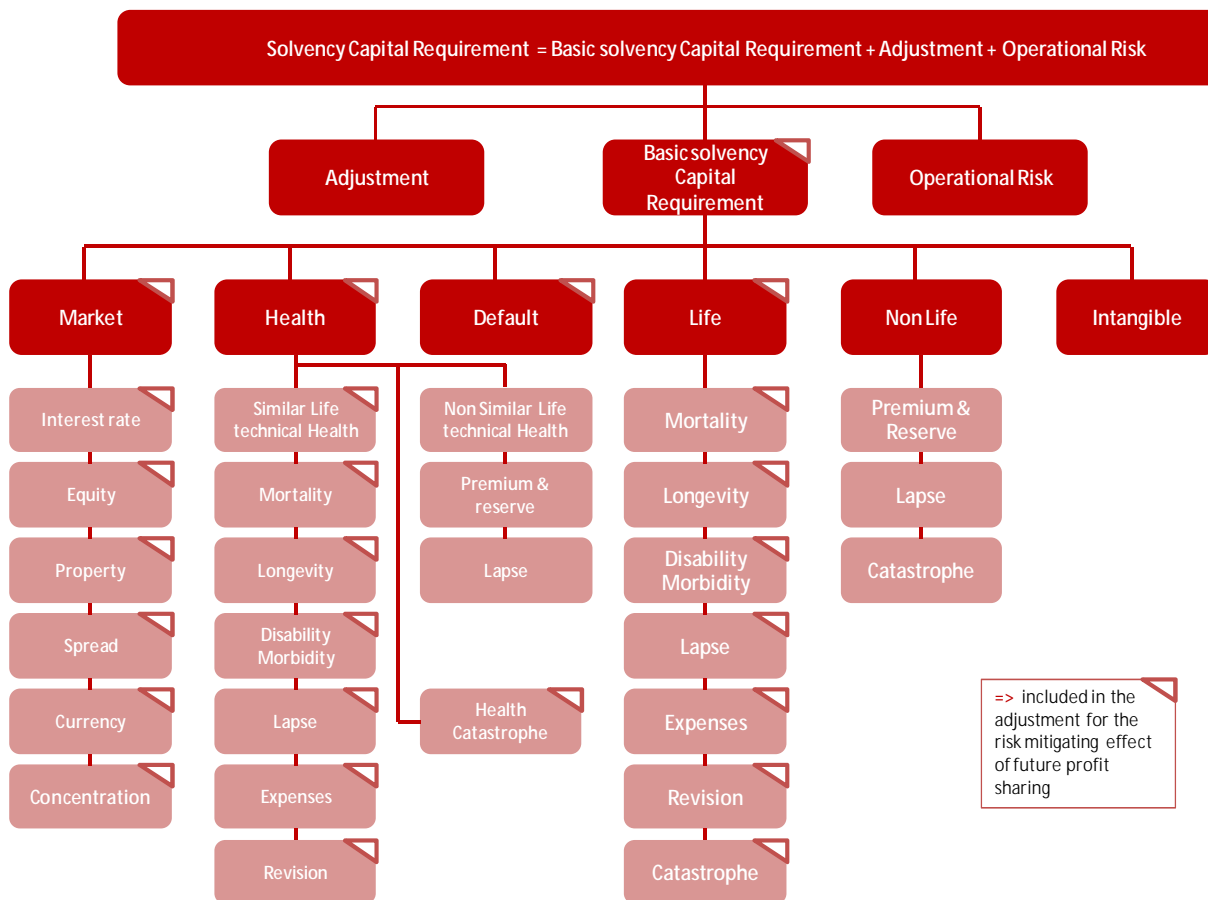 Solvency Capital Requirement = Basic solvency Capital Requirement + Adjustment + Operational Risk
Adjustment
Basic solvency
Capital
Requirement
Operational Risk
Market
Health
Default
Life
Non Life
Intangible
Interest rate
Equity
Property
Spread
Currency
Concentration
Similar Life
technical Health
Mortality
Longevity
Disability
Morbidity
Lapse
Expenses
Revision
Non Similar Life
technical Health
Premium &
reserve
Lapse
Health
Catastrophe
Mortality
Longevity
Disability
Morbidity
Lapse
Expenses
Revision
Catastrophe
Premium &
Reserve
Lapse
Catastrophe
=> included in the
adjustment for the
risk mitigating effect
of future profit
sharing